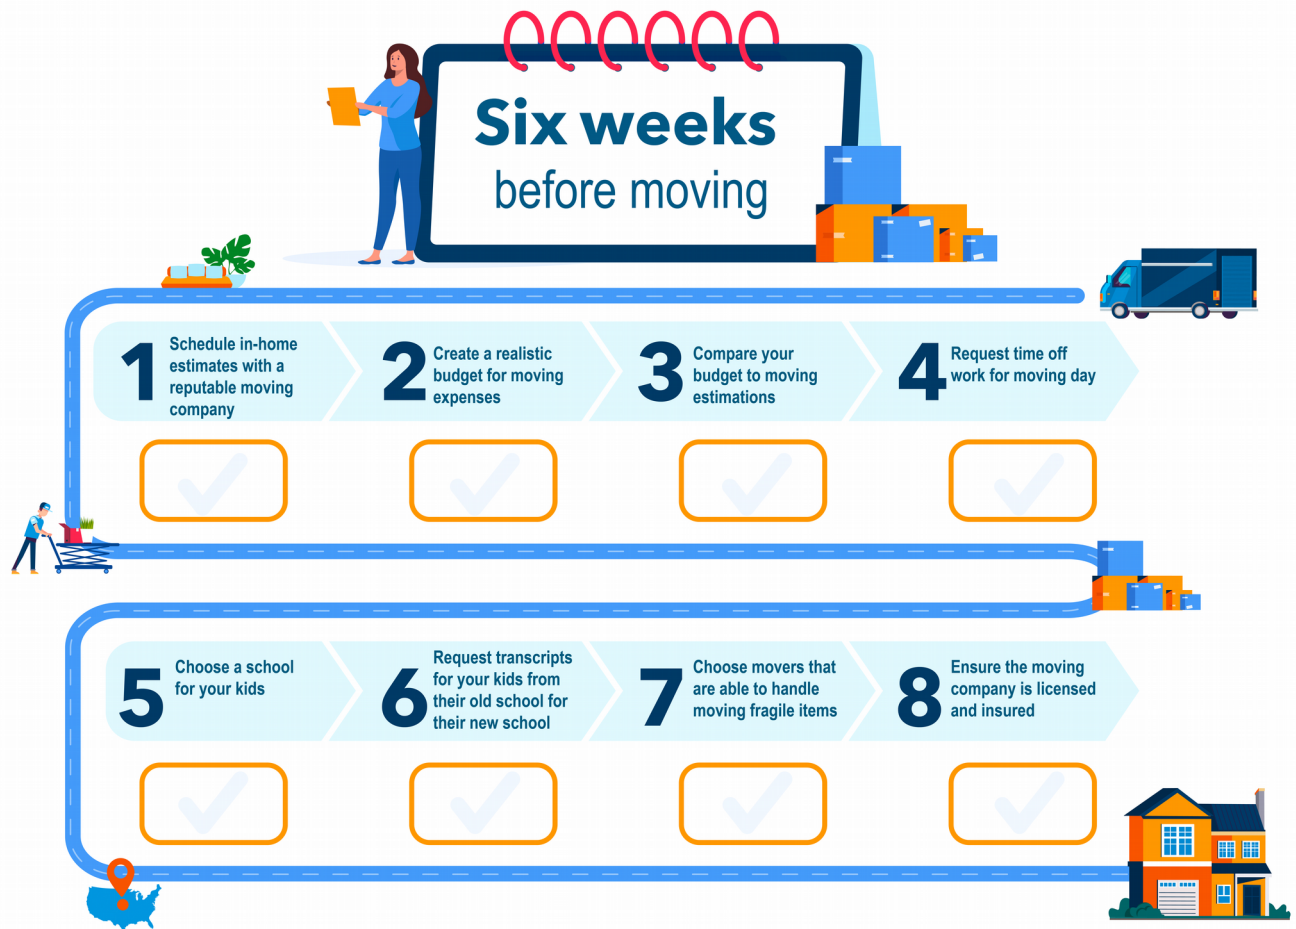 Six weeks
before moving
1
Schedule in-home
estimates with a
reputable moving
company
2
Create a realistic
budget for moving
expenses
3
Compare your
budget to moving
estimations
4
Request time off
work for moving day
5
Choose a school
for your kids
6
Request transcripts
for your kids from
their old school for
their new school
7
Choose movers that
are able to handle
moving fragile items
8
Ensure the moving
company is licensed
and insured